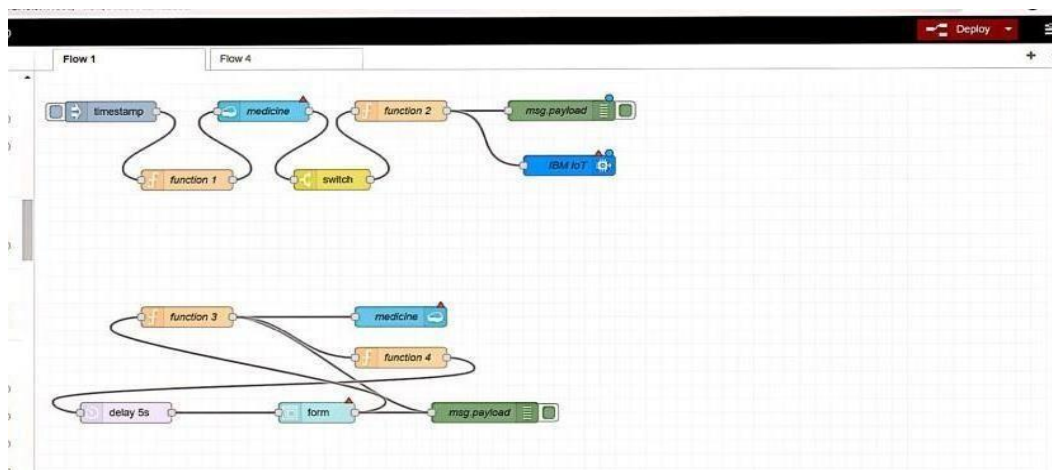 Deploy
Flow 1
Flow 4
timestamp
medicine
function 2
msg.payload
IBM IoT
function 1
switch
function 3
medicine
function 4
delay 5s
form
msg.payload